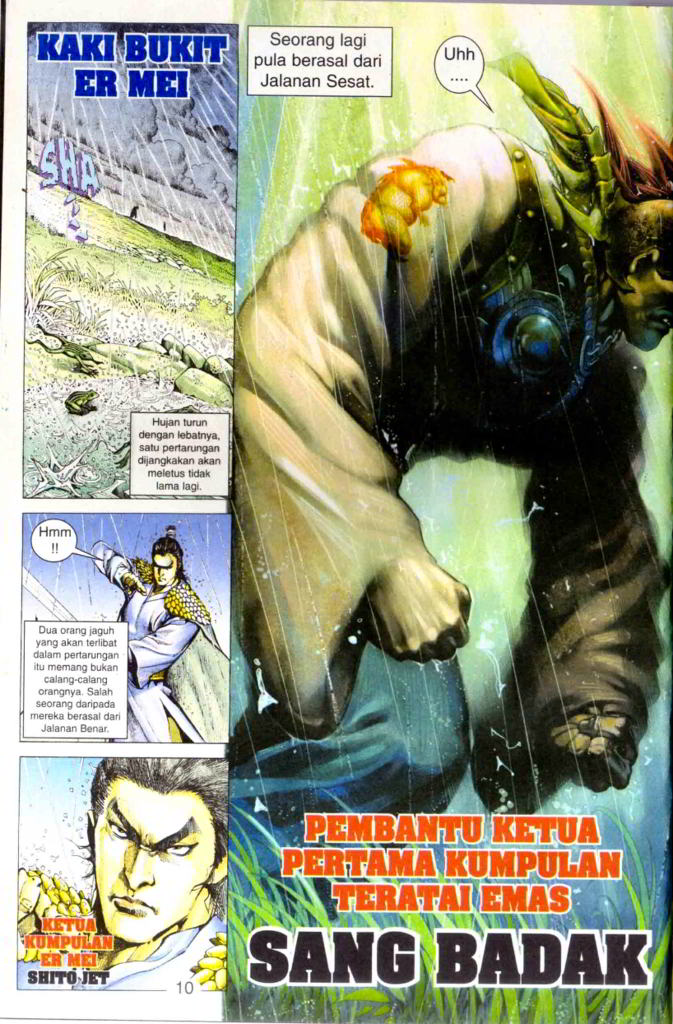 KAKI BUKIT
ER MEI
SHA
Hujan turun
dengan lebatnya,
satu pertarungan
dijangkakan akan
meletus tidak
lama lagi.
Hmm
!!
Dua orang jaguh
yang akan terlibat
dalam pertarungan
itu memang bukan
calang-calang
orangnya. Salah
seorang daripada
mereka berasal dari
Jalanan Benar.
KETUA
KUMPULAN
ER MEI
SHITO JET
10
Seorang lagi
pula berasal dari
Jalanan Sesat.
Uhh
....
PEMBANTU KETUA
PERTAMA KUMPULAN
TERATAI EMAS
SANG BADAK